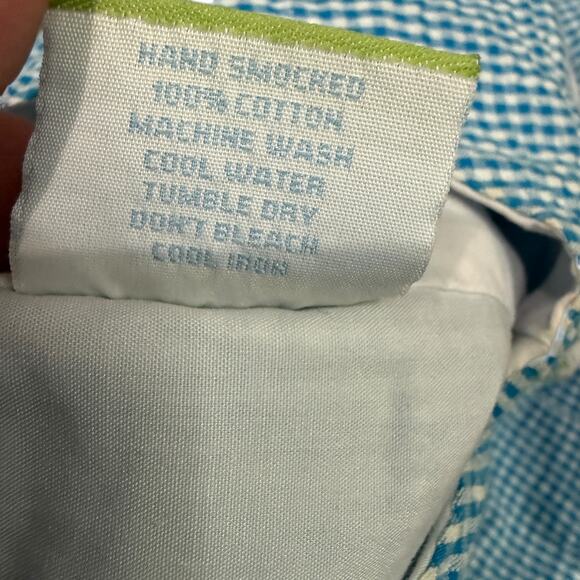 HAND SMOCKED
100% COTTON
MACHINE WASH
COOL WATER
TUMBLE DRY
DON'T BLEACH
COOL IRON